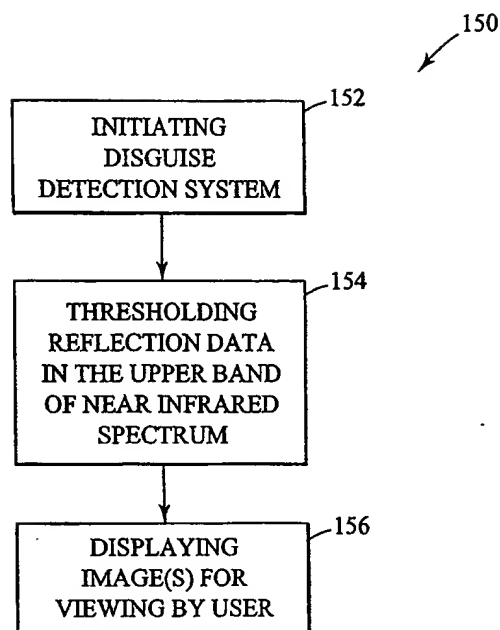 150
152
INITIATING
DISGUISE
DETECTION SYSTEM
154
THRESHOLDING
REFLECTION DATA
IN THE UPPER BAND
OF NEAR INFRARED
SPECTRUM
156
DISPLAYING
IMAGE(S) FOR
VIEWING BY USER